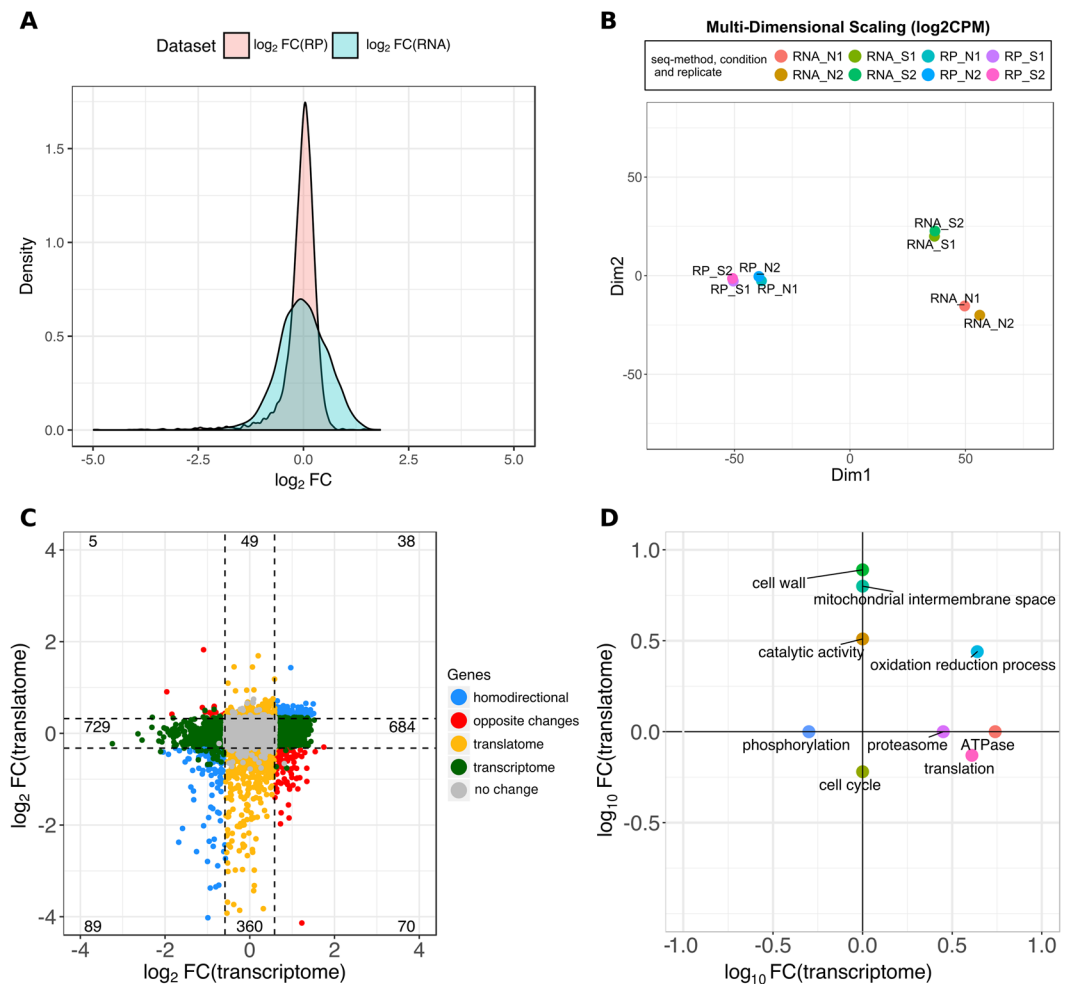 A
Dataset log2 FC(RP) log2 FC(RNA)
Density
1.5
1.0
0.5
0.0
-5.0 -2.5 0.0 2.5 5.0
log2 FC
B
Multi-Dimensional Scaling (log2CPM)
seq-method, condition
and replicate
RNA_N1 RNA_S1 RP_N1 RP_S1
RNA_N2 RNA_S2 RP_N2 RP_S2
Dim2
50
0
-50
RNA_S2
RNA_S1
RP_S2 RP_N2
RP_S1 RP_N1
RNA_N1
RNA_N2
-50 0 50
Dim1
C
5 49 38
729 684
89 360 70
log2 FC(translatome)
4
2
0
-2
-4
-4 -2 0 2 4
log2 FC(transcriptome)
Genes
homodirectional
opposite changes
translatome
transcriptome
no change
D
log10 FC(translatome)
1.0
0.5
0.0
-0.5
cell wall
mitochondrial intermembrane space
catalytic activity
oxidation reduction process
phosphorylation proteasome ATPase
translation
cell cycle
-1.0 -0.5 0.0 0.5 1.0
log10 FC(transcriptome)